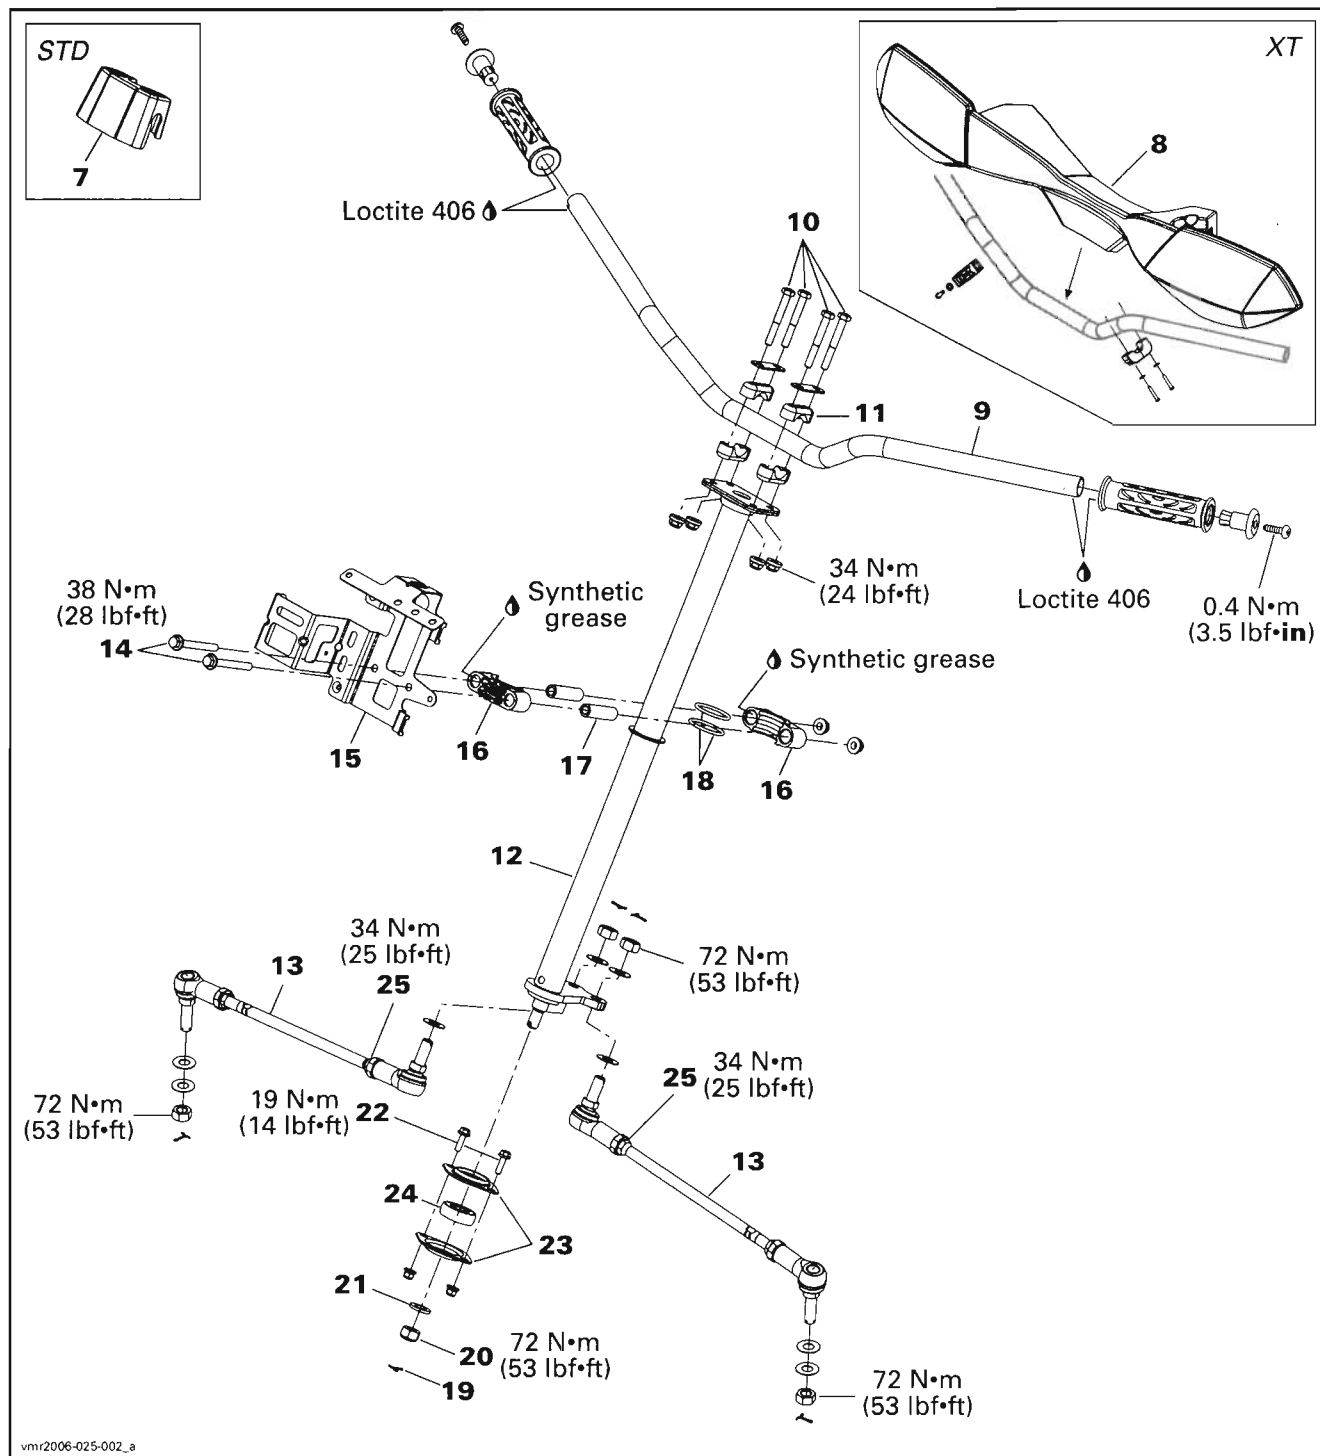 STD
7
XT
8
Loctite 406
10
11
9
34 N•m
(24 lbf•ft)
Loctite 406
0.4 N•m
(3.5 lbf•in)
38 N•m
(28 lbf•ft)
14
Synthetic
grease
Synthetic grease
15
16
17
18
16
12
34 N•m
(25 lbf•ft)
13
25
72 N•m
(53 lbf•ft)
72 N•m
(53 lbf•ft)
19 N•m
(14 lbf•ft)
22
25
34 N•m
(25 lbf•ft)
13
24
23
21
20
72 N•m
(53 lbf•ft)
19
72 N•m
(53 lbf•ft)
vmr2006-025-002_a